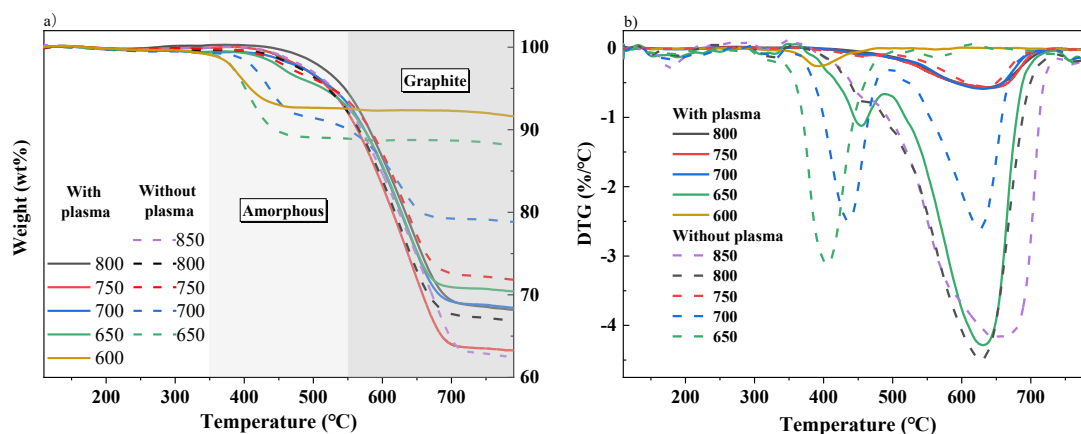 a)
Weight (wt%)
Graphite
Amorphous
With plasma
Without plasma
850
800
800
750
750
700
700
650
650
600
100
90
80
70
60
200 300 400 500 600 700
Temperature (°C)
b)
DTG (%/°C)
0
-1
-2
-3
-4
With plasma
800
750
700
650
600
Without plasma
850
800
750
700
650
200 300 400 500 600 700
Temperature (°C)